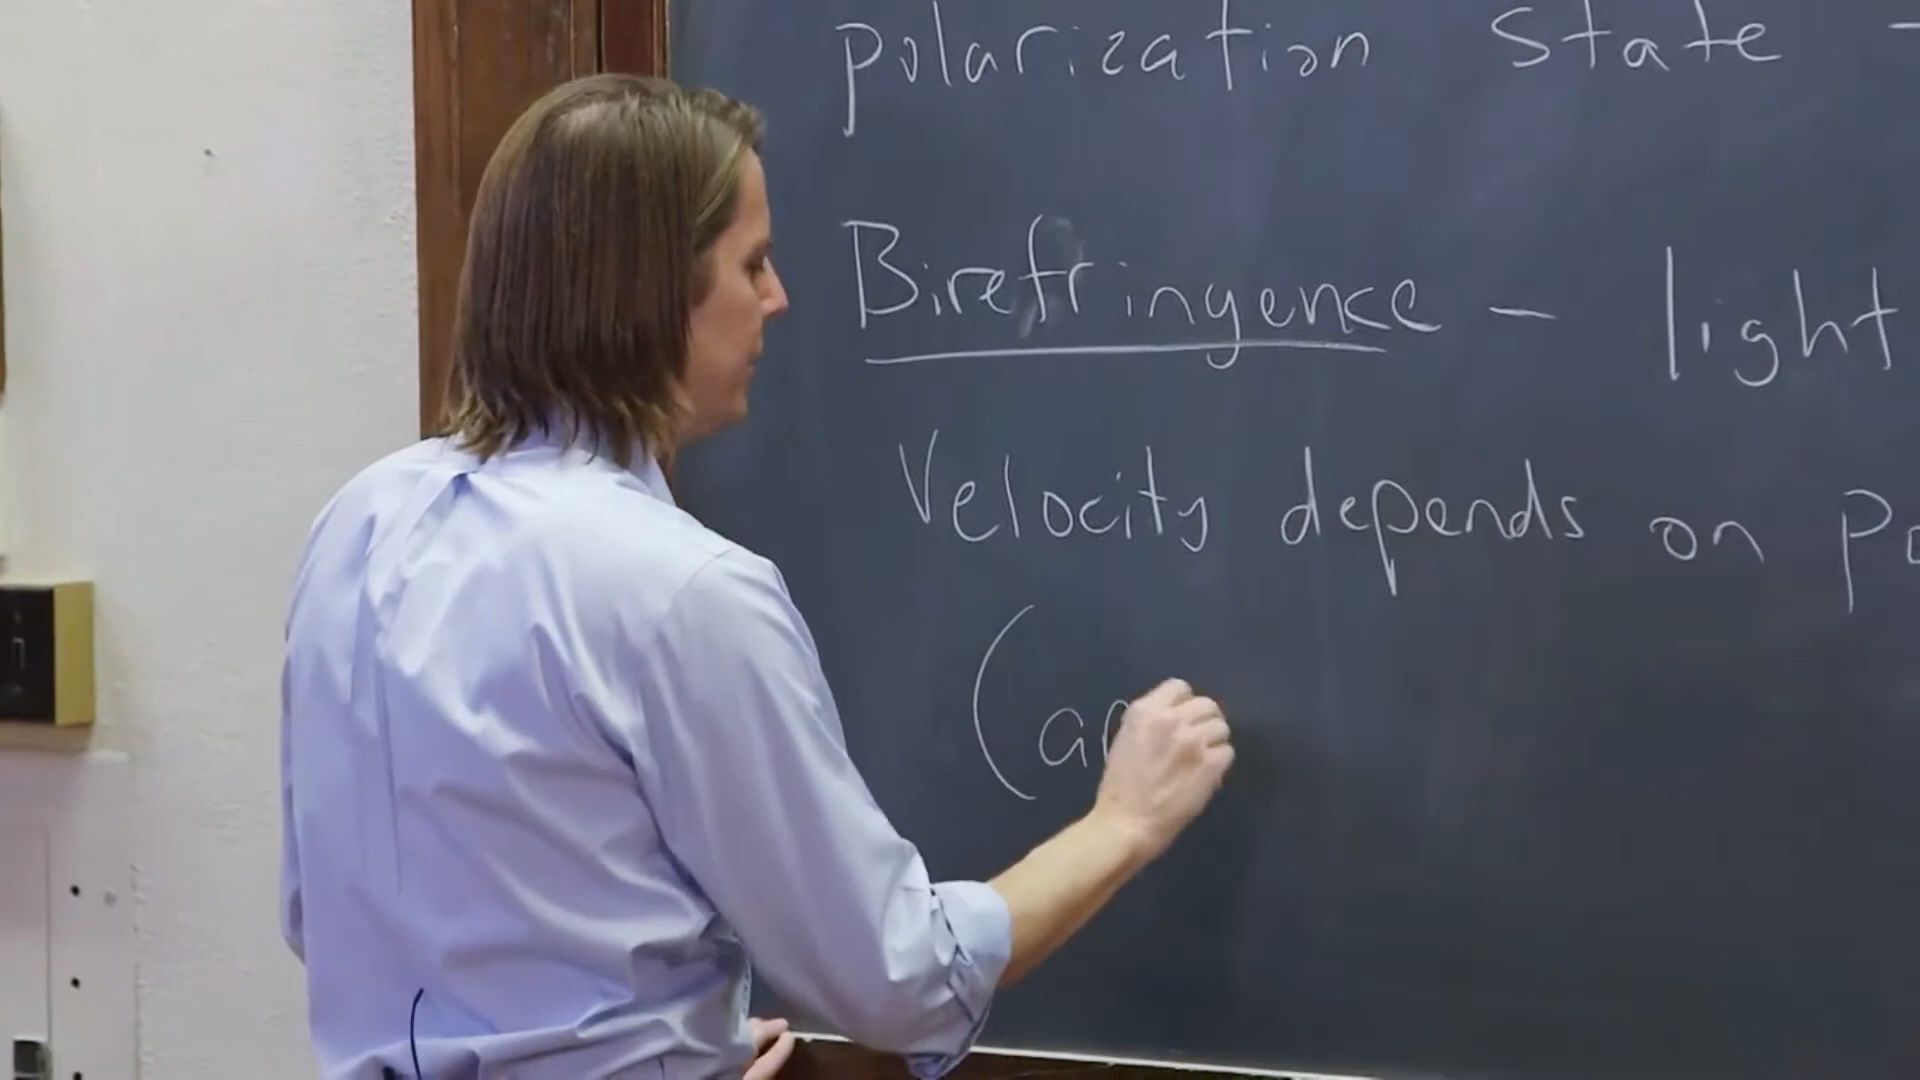 polarization state -
Birefringence - light
Velocity depends on po
(an